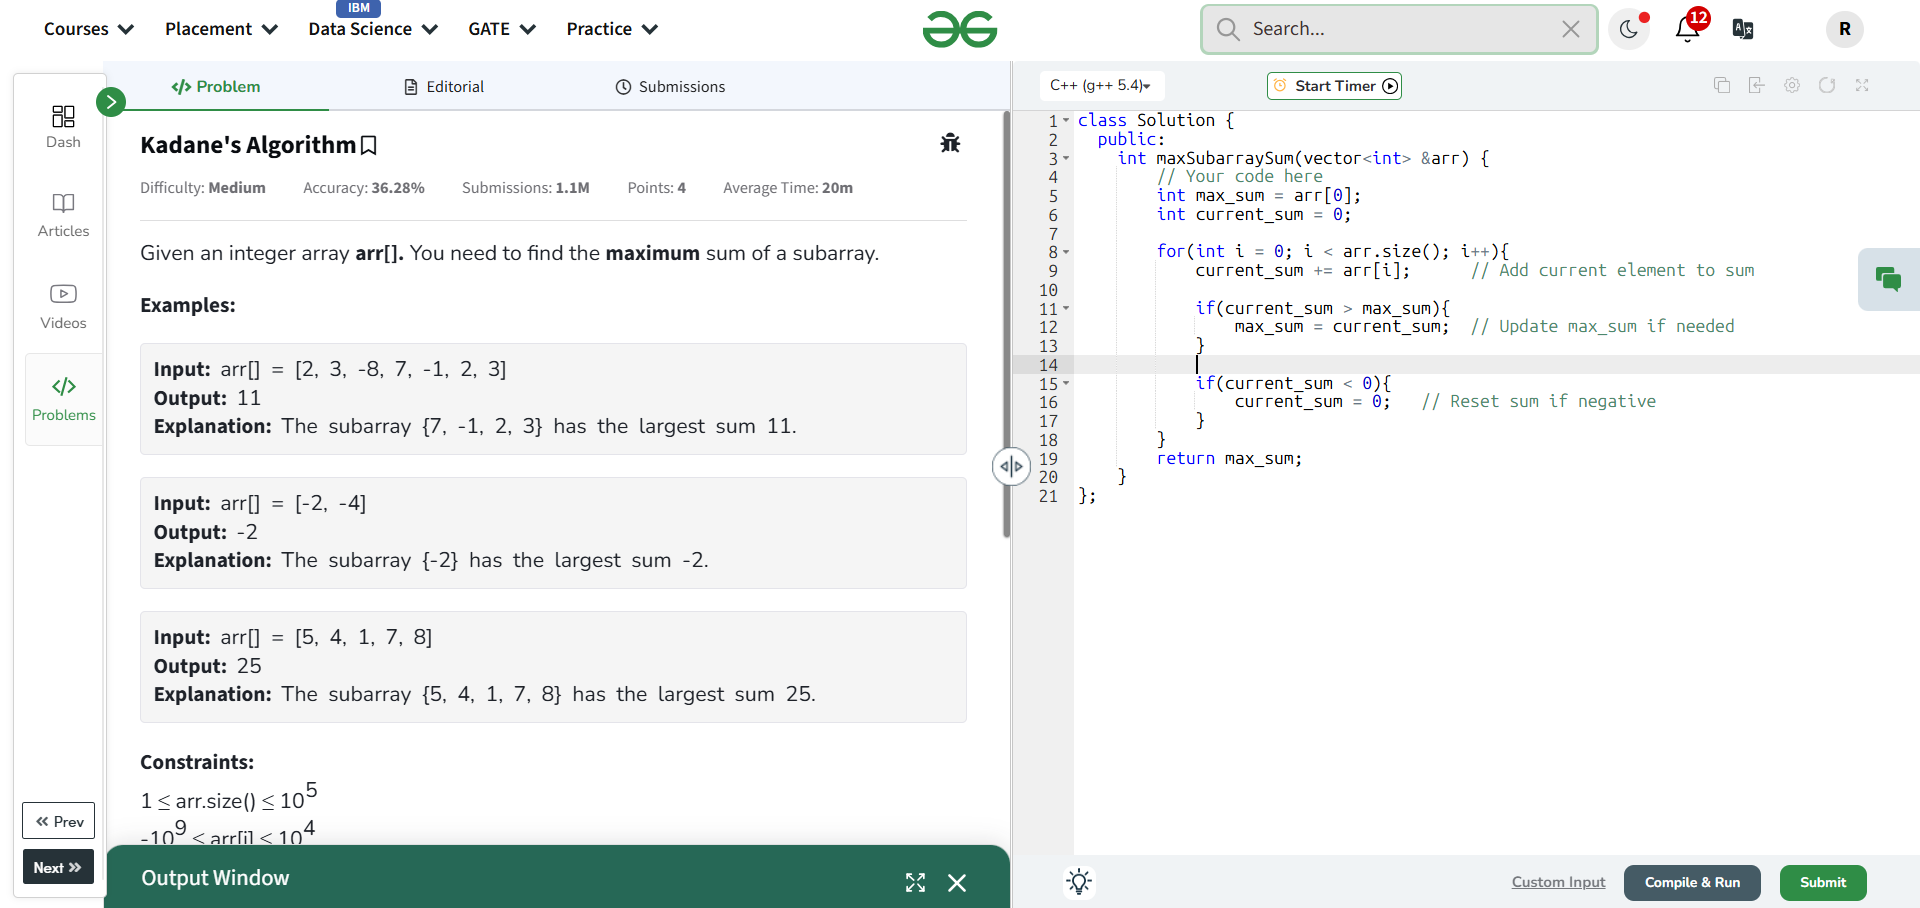 IBM
Courses Placement Data Science GATE Practice
Search...
12
R
Dash
Articles
Videos
Problems
Prev
Next
Problem Editorial Submissions
Kadane's Algorithm
Difficulty: Medium Accuracy: 36.28% Submissions: 1.1M Points: 4 Average Time: 20m
Given an integer array arr[]. You need to find the maximum sum of a subarray.
Examples:
Input: arr[] = [2, 3, -8, 7, -1, 2, 3]
Output: 11
Explanation: The subarray {7, -1, 2, 3} has the largest sum 11.
Input: arr[] = [-2, -4]
Output: -2
Explanation: The subarray {-2} has the largest sum -2.
Input: arr[] = [5, 4, 1, 7, 8]
Output: 25
Explanation: The subarray {5, 4, 1, 7, 8} has the largest sum 25.
Constraints:
1 ≤ arr.size() ≤ 10⁵
-10⁹ ≤ arr[i] ≤ 10⁴
Output Window
C++ (g++ 5.4)
Start Timer
1 class Solution {
2 public:
3 int maxSubarraySum(vector<int> &arr) {
4 // Your code here
5 int max_sum = arr[0];
6 int current_sum = 0;
7
8 for(int i = 0; i < arr.size(); i++){
9 current_sum += arr[i]; // Add current element to sum
10
11 if(current_sum > max_sum){
12 max_sum = current_sum; // Update max_sum if needed
13 }
14
15 if(current_sum < 0){
16 current_sum = 0; // Reset sum if negative
17 }
18 }
19 return max_sum;
20 }
21 };
Custom Input Compile & Run Submit